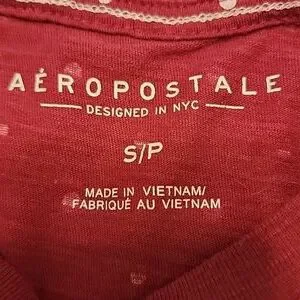 AÉROPOSTALE
DESIGNED IN NYC
S/P
MADE IN VIETNAM/
FABRIQUÉ AU VIETNAM